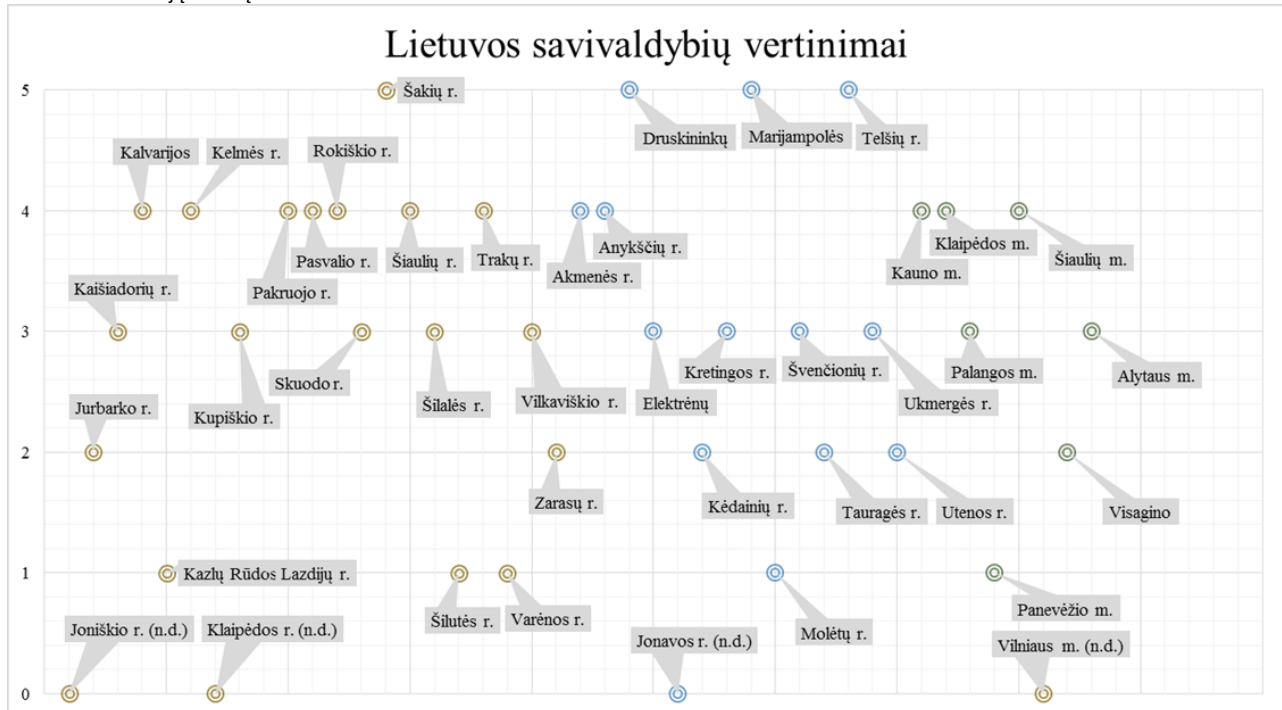 Lietuvos savivaldybių vertinimai
5
Šakių r.
Druskininkų
Marijampolės
Telšių r.
Kalvarijos
Kelmės r.
Rokiškio r.
4
Pasvalio r.
Šiaulių r.
Trakų r.
Anykščių r.
Klaipėdos m.
Šiaulių m.
Kauno m.
Akmenės r.
Pakruojo r.
Kaišiadorių r.
3
Kretingos r.
Švenčionių r.
Palangos m.
Alytaus m.
Skuodo r.
Šilalės r.
Vilkaviškio r.
Elektrėnų
Ukmergės r.
Jurbarko r.
Kupiškio r.
2
Zarasų r.
Kėdainių r.
Tauragės r.
Utenos r.
Visagino
1
Kazlų Rūdos Lazdijų r.
Šilutės r.
Varėnos r.
Panevėžio m.
Molėtų r.
Joniškio r. (n.d.)
Klaipėdos r. (n.d.)
Jonavos r. (n.d.)
Vilniaus m. (n.d.)
0